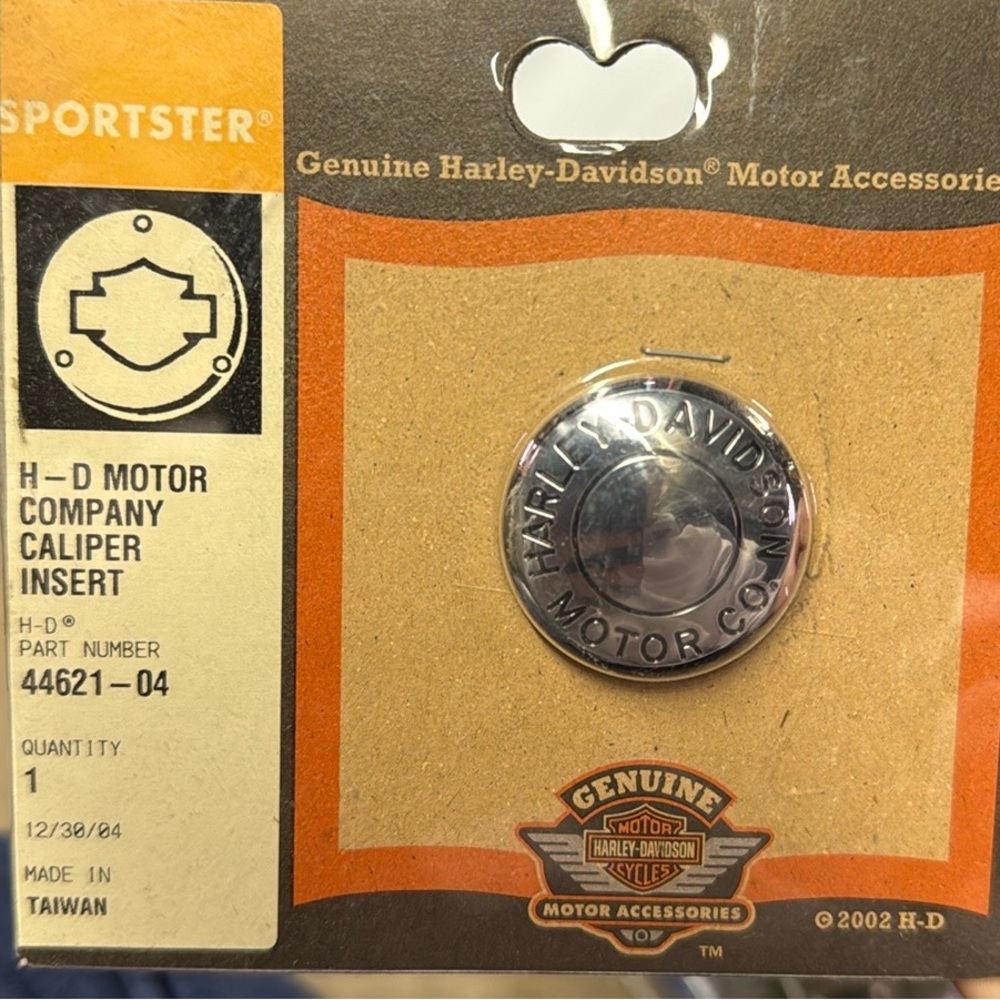 SPORTSTER®
H-D MOTOR
COMPANY
CALIPER
INSERT
H-D®
PART NUMBER
44621-04
QUANTITY
1
12/30/04
MADE IN
TAIWAN
Genuine Harley-Davidson® Motor Accessorie
HARLEY-DAVIDSON
MOTOR CO.
GENUINE
MOTOR
HARLEY-DAVIDSON
CYCLES
MOTOR ACCESSORIES
TM
©2002 H-D